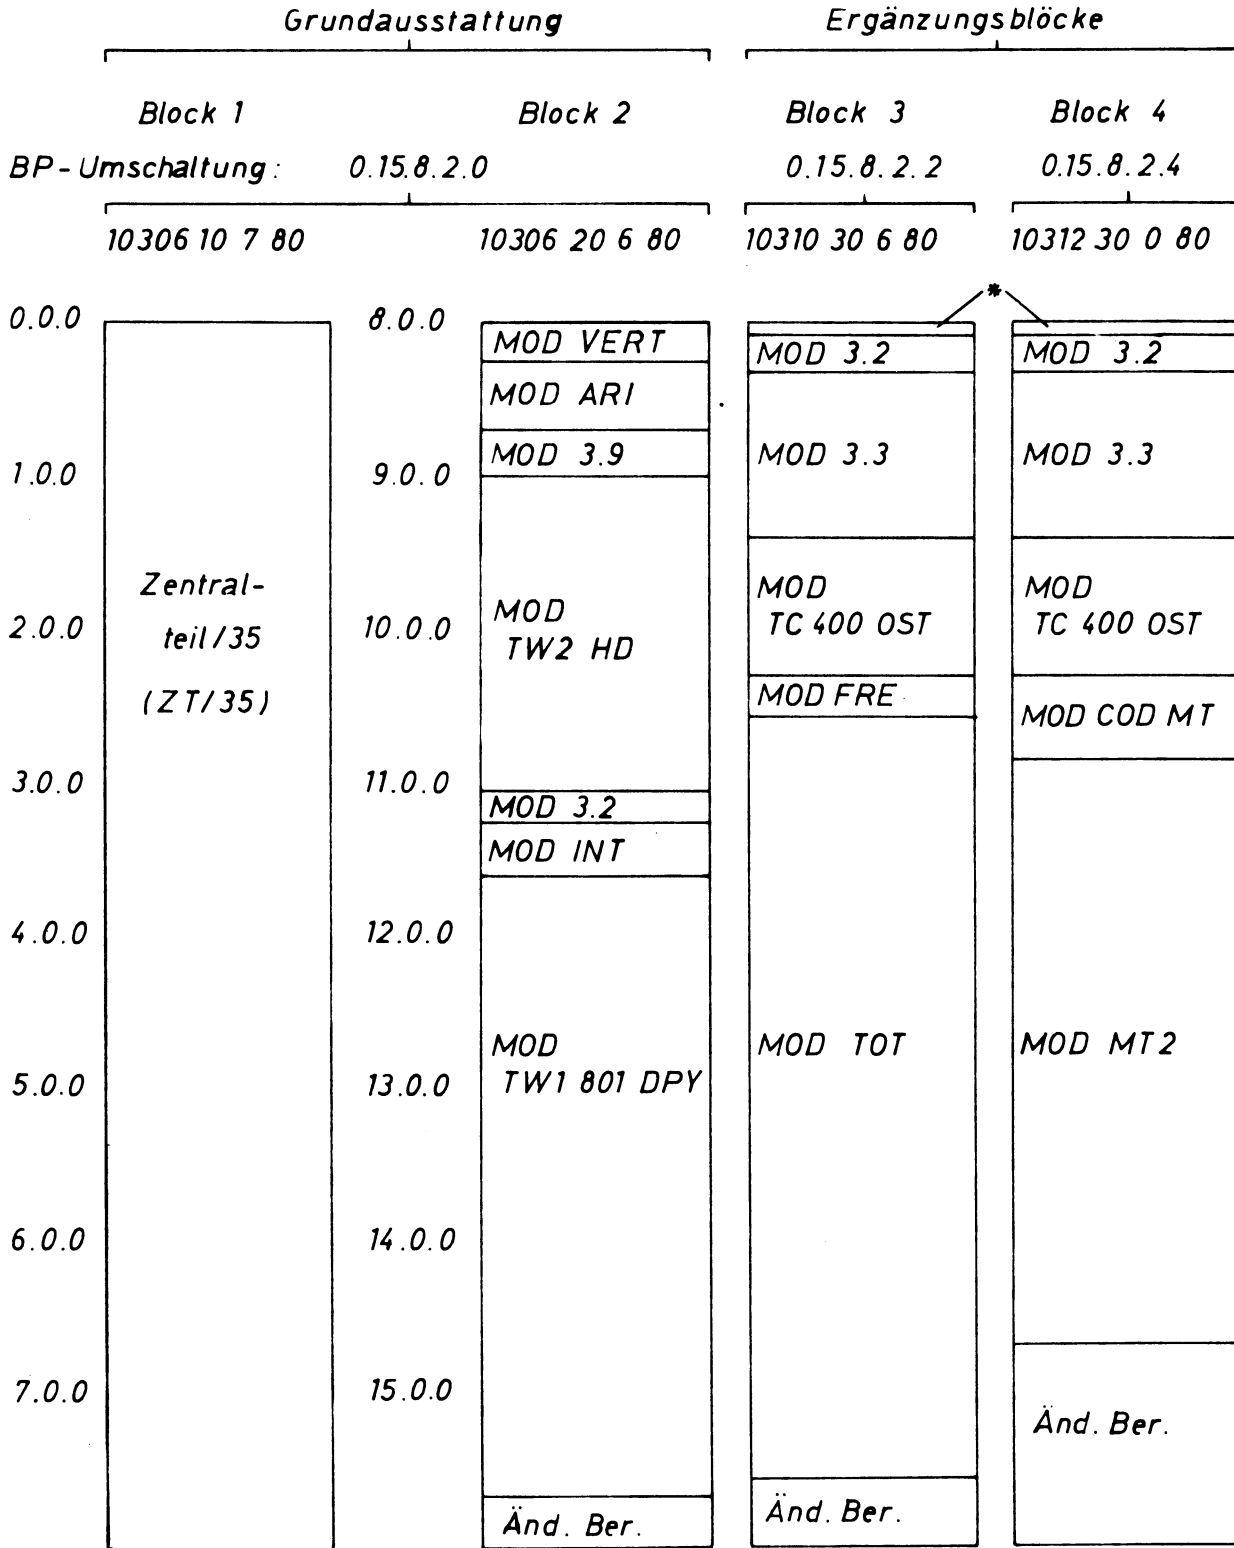 Grundausstattung Ergänzungsblöcke
Block 1 Block 2 Block 3 Block 4
BP-Umschaltung: 0.15.8.2.0 0.15.8.2.2 0.15.8.2.4
10306 10 7 80 10306 20 6 80 10310 30 6 80 10312 30 0 80
*
0.0.0 8.0.0
MOD VERT MOD 3.2 MOD 3.2
MOD ARI
1.0.0 9.0.0 MOD 3.9 MOD 3.3 MOD 3.3
Zentral-
teil/35
(ZT/35)
2.0.0 10.0.0
MOD
TW2 HD
MOD
TC 400 OST
MOD
TC 400 OST
MOD FRE MOD COD MT
3.0.0 11.0.0
MOD 3.2
MOD INT
4.0.0 12.0.0
MOD
TW1 801 DPY
MOD TOT MOD MT2
5.0.0 13.0.0
6.0.0 14.0.0
7.0.0 15.0.0
Änd. Ber. Änd. Ber. Änd. Ber.